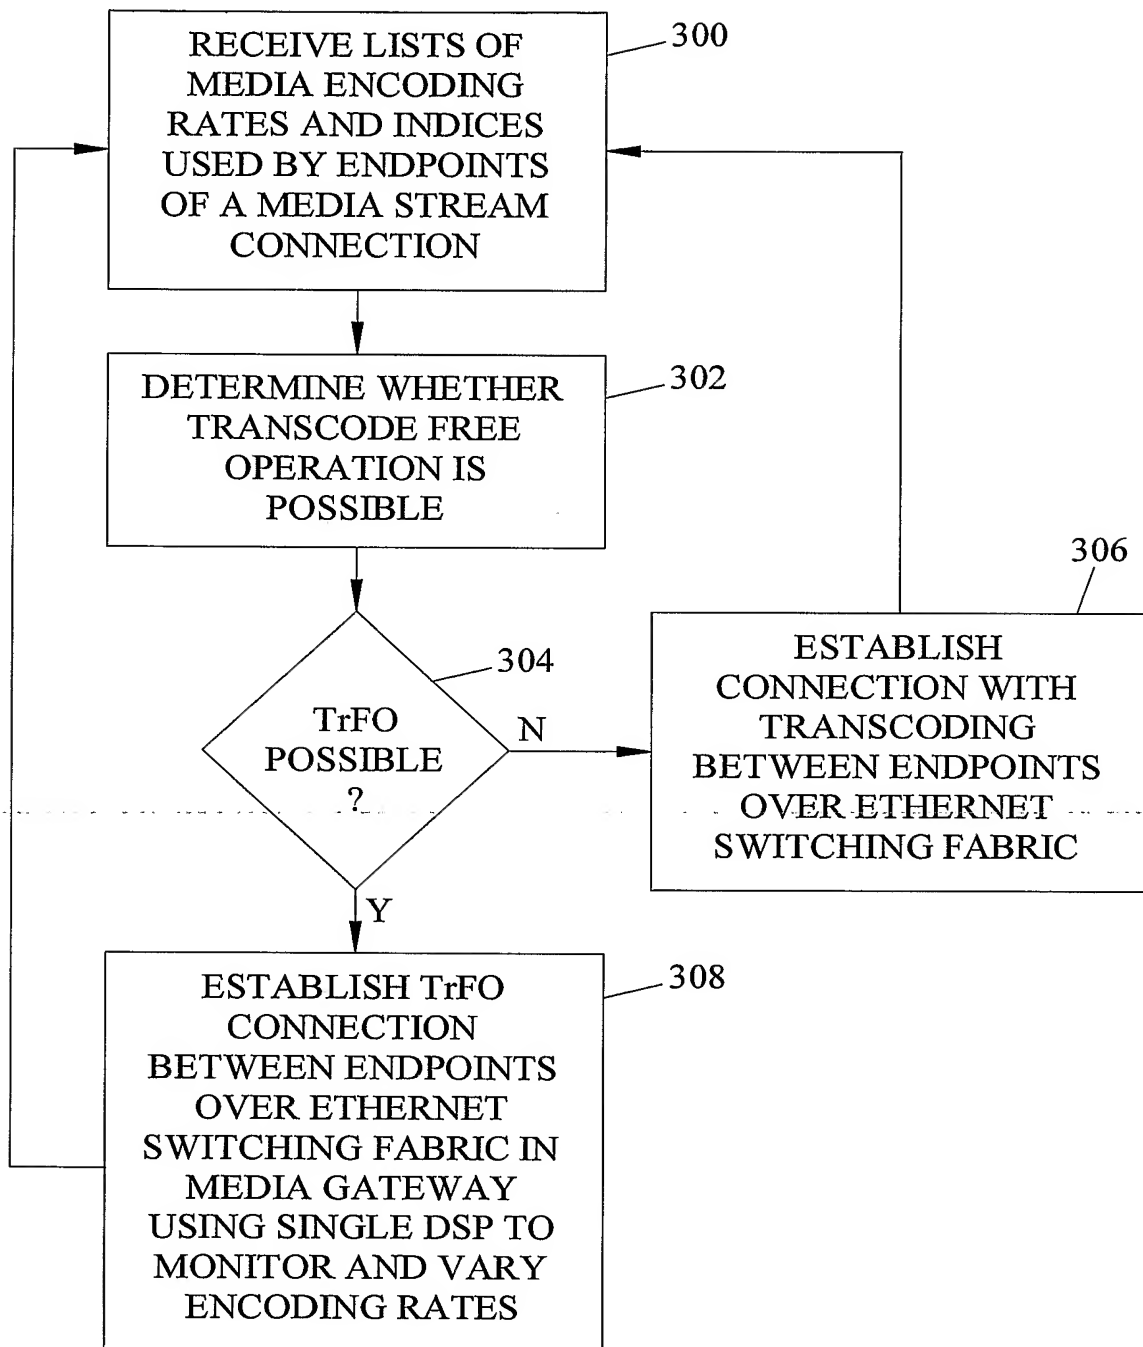 RECEIVE LISTS OF
MEDIA ENCODING
RATES AND INDICES
USED BY ENDPOINTS
OF A MEDIA STREAM
CONNECTION
300
DETERMINE WHETHER
TRANSCODE FREE
OPERATION IS
POSSIBLE
302
TrFO
POSSIBLE
?
304
N
Y
306
ESTABLISH
CONNECTION WITH
TRANSCODING
BETWEEN ENDPOINTS
OVER ETHERNET
SWITCHING FABRIC
ESTABLISH TrFO
CONNECTION
BETWEEN ENDPOINTS
OVER ETHERNET
SWITCHING FABRIC IN
MEDIA GATEWAY
USING SINGLE DSP TO
MONITOR AND VARY
ENCODING RATES
308